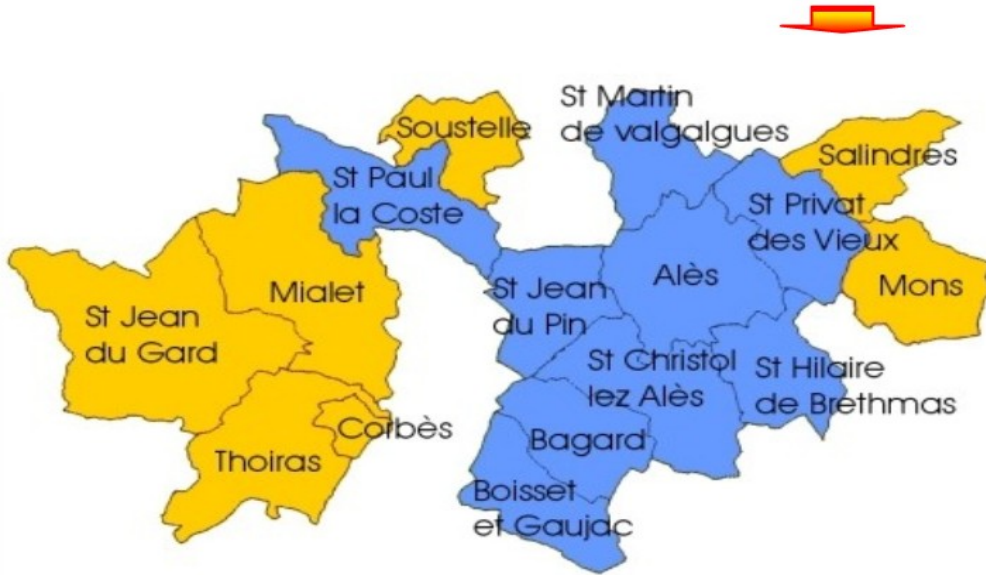 St Martin
de valgalgues
Soustelle
Salindres
St Paul
la Coste
St Privat
des Vieux
Alès
Mons
Mialet
St Jean
du Pin
St Jean
du Gard
St Christol
lez Alès
St Hilaire
de Brethmas
Corbès
Bagard
Thoiras
Boisset
et Gaujac